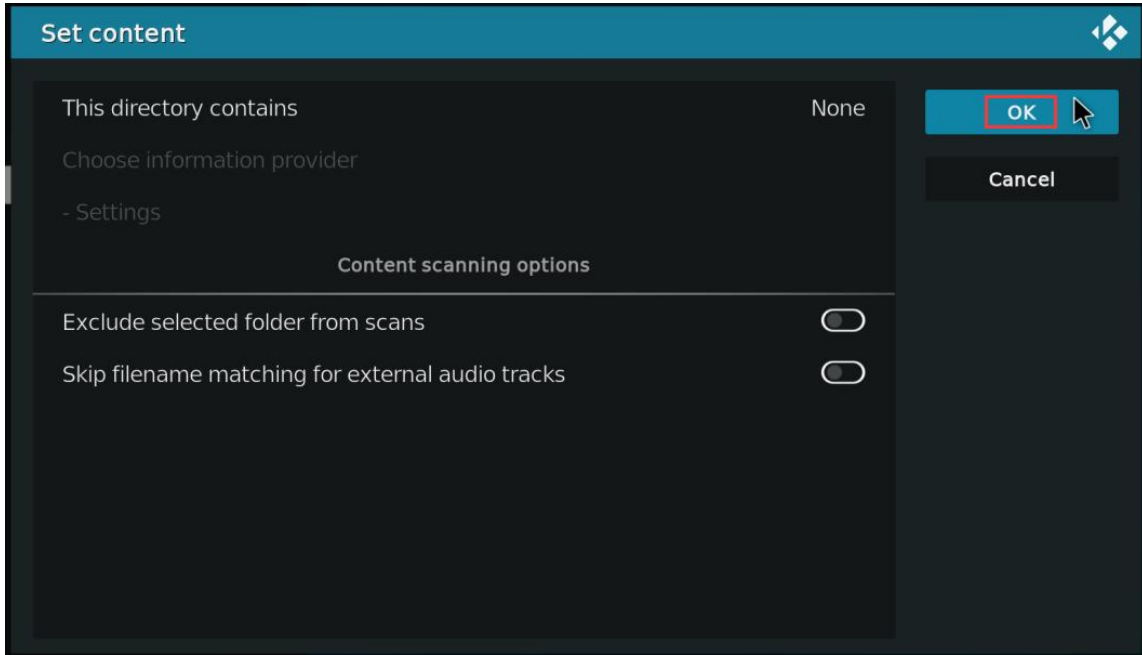 Set content
This directory contains None
OK
Choose information provider
Cancel
- Settings
Content scanning options
Exclude selected folder from scans
Skip filename matching for external audio tracks